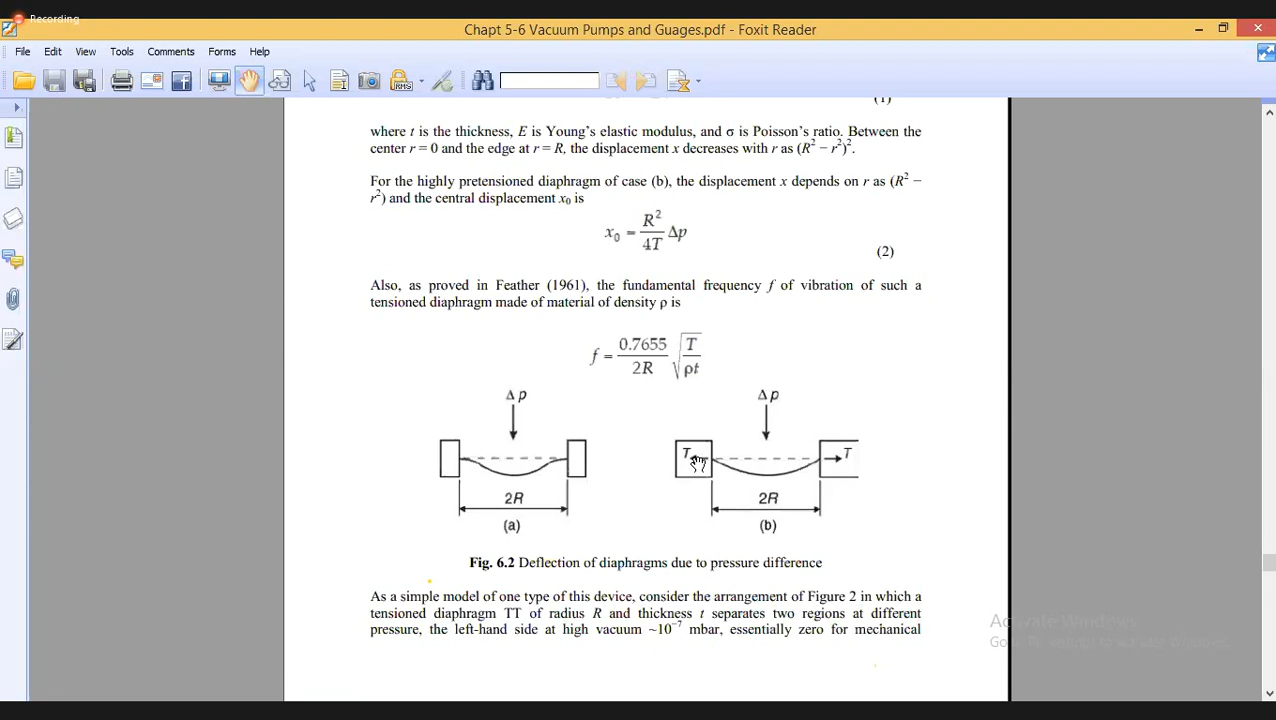 Recording
Chapt 5-6 Vacuum Pumps and Guages.pdf - Foxit Reader
File Edit View Tools Comments Forms Help
RMS
(1)
where t is the thickness, E is Young's elastic modulus, and σ is Poisson's ratio. Between the
center r = 0 and the edge at r = R, the displacement x decreases with r as (R² − r²)².
For the highly pretensioned diaphragm of case (b), the displacement x depends on r as (R² −
r²) and the central displacement x₀ is
x₀ = R²/4T Δp
(2)
Also, as proved in Feather (1961), the fundamental frequency f of vibration of such a
tensioned diaphragm made of material of density ρ is
f = 0.7655/2R √(T/ρt)
Δp Δp
T T
2R 2R
(a) (b)
Fig. 6.2 Deflection of diaphragms due to pressure difference
As a simple model of one type of this device, consider the arrangement of Figure 2 in which a
tensioned diaphragm TT of radius R and thickness t separates two regions at different
pressure, the left-hand side at high vacuum ~10⁻⁷ mbar, essentially zero for mechanical
Activate Windows